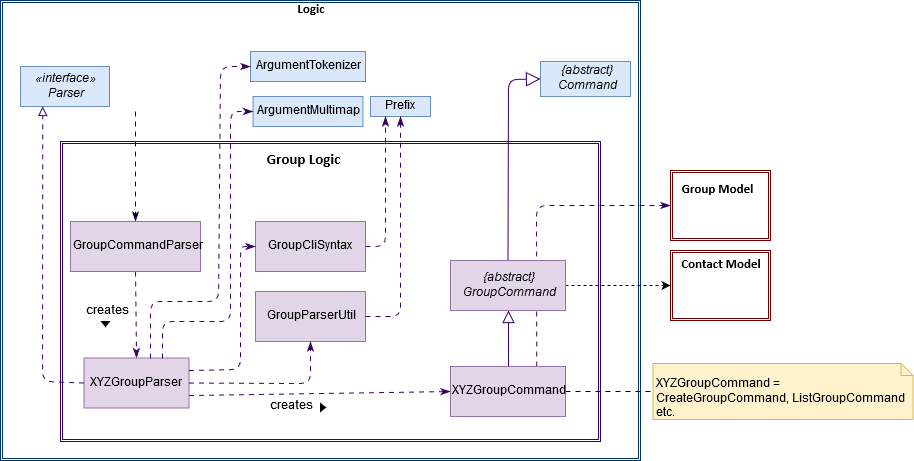 Logic
«interface»
Parser
ArgumentTokenizer
{abstract}
Command
ArgumentMultimap
Prefix
Group Logic
Group Model
GroupCommandParser
GroupCliSyntax
Contact Model
{abstract}
GroupCommand
creates
GroupParserUtil
XYZGroupParser
XYZGroupCommand
XYZGroupCommand =
CreateGroupCommand, ListGroupCommand
etc.
creates